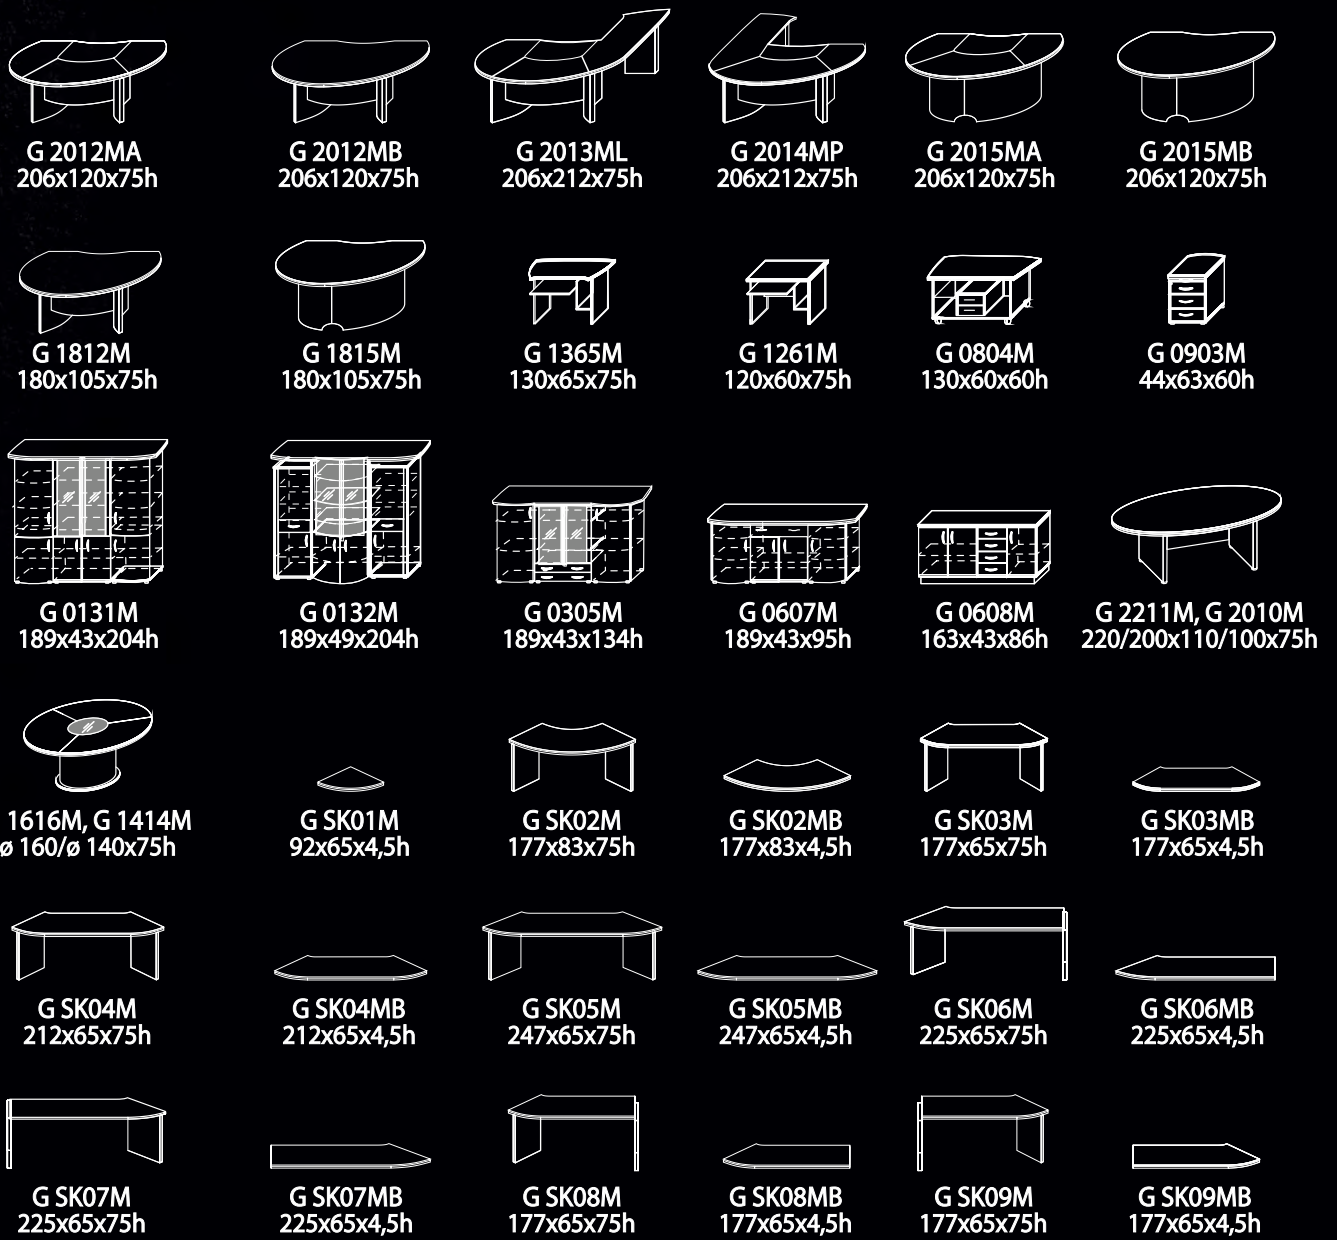 G 2012MA
206x120x75h
G 2012MB
206x120x75h
G 2013ML
206x212x75h
G 2014MP
206x212x75h
G 2015MA
206x120x75h
G 2015MB
206x120x75h
G 1812M
180x105x75h
G 1815M
180x105x75h
G 1365M
130x65x75h
G 1261M
120x60x75h
G 0804M
130x60x60h
G 0903M
44x63x60h
G 0131M
189x43x204h
G 0132M
189x49x204h
G 0305M
189x43x134h
G 0607M
189x43x95h
G 0608M
163x43x86h
G 2211M, G 2010M
220/200x110/100x75h
1616M, G 1414M
ø 160/ø 140x75h
G SK01M
92x65x4,5h
G SK02M
177x83x75h
G SK02MB
177x83x4,5h
G SK03M
177x65x75h
G SK03MB
177x65x4,5h
G SK04M
212x65x75h
G SK04MB
212x65x4,5h
G SK05M
247x65x75h
G SK05MB
247x65x4,5h
G SK06M
225x65x75h
G SK06MB
225x65x4,5h
G SK07M
225x65x75h
G SK07MB
225x65x4,5h
G SK08M
177x65x75h
G SK08MB
177x65x4,5h
G SK09M
177x65x75h
G SK09MB
177x65x4,5h